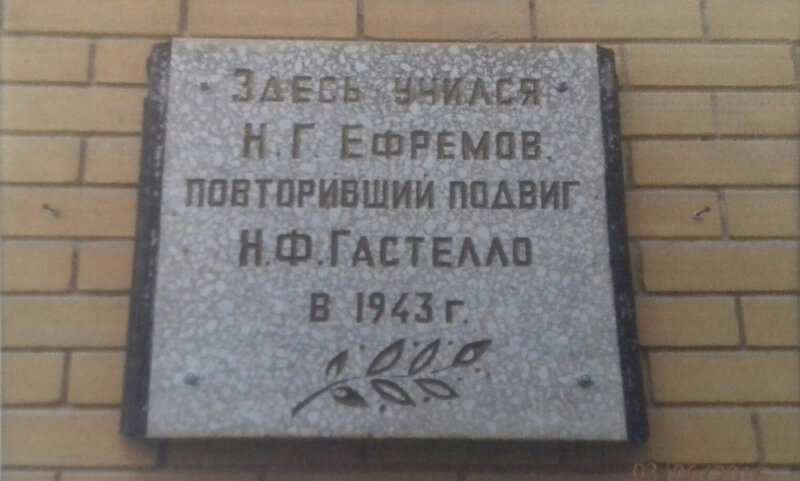 Здесь учился
Н. Г. Ефремов
повторивший подвиг
Н.Ф. Гастелло
в 1943 г.